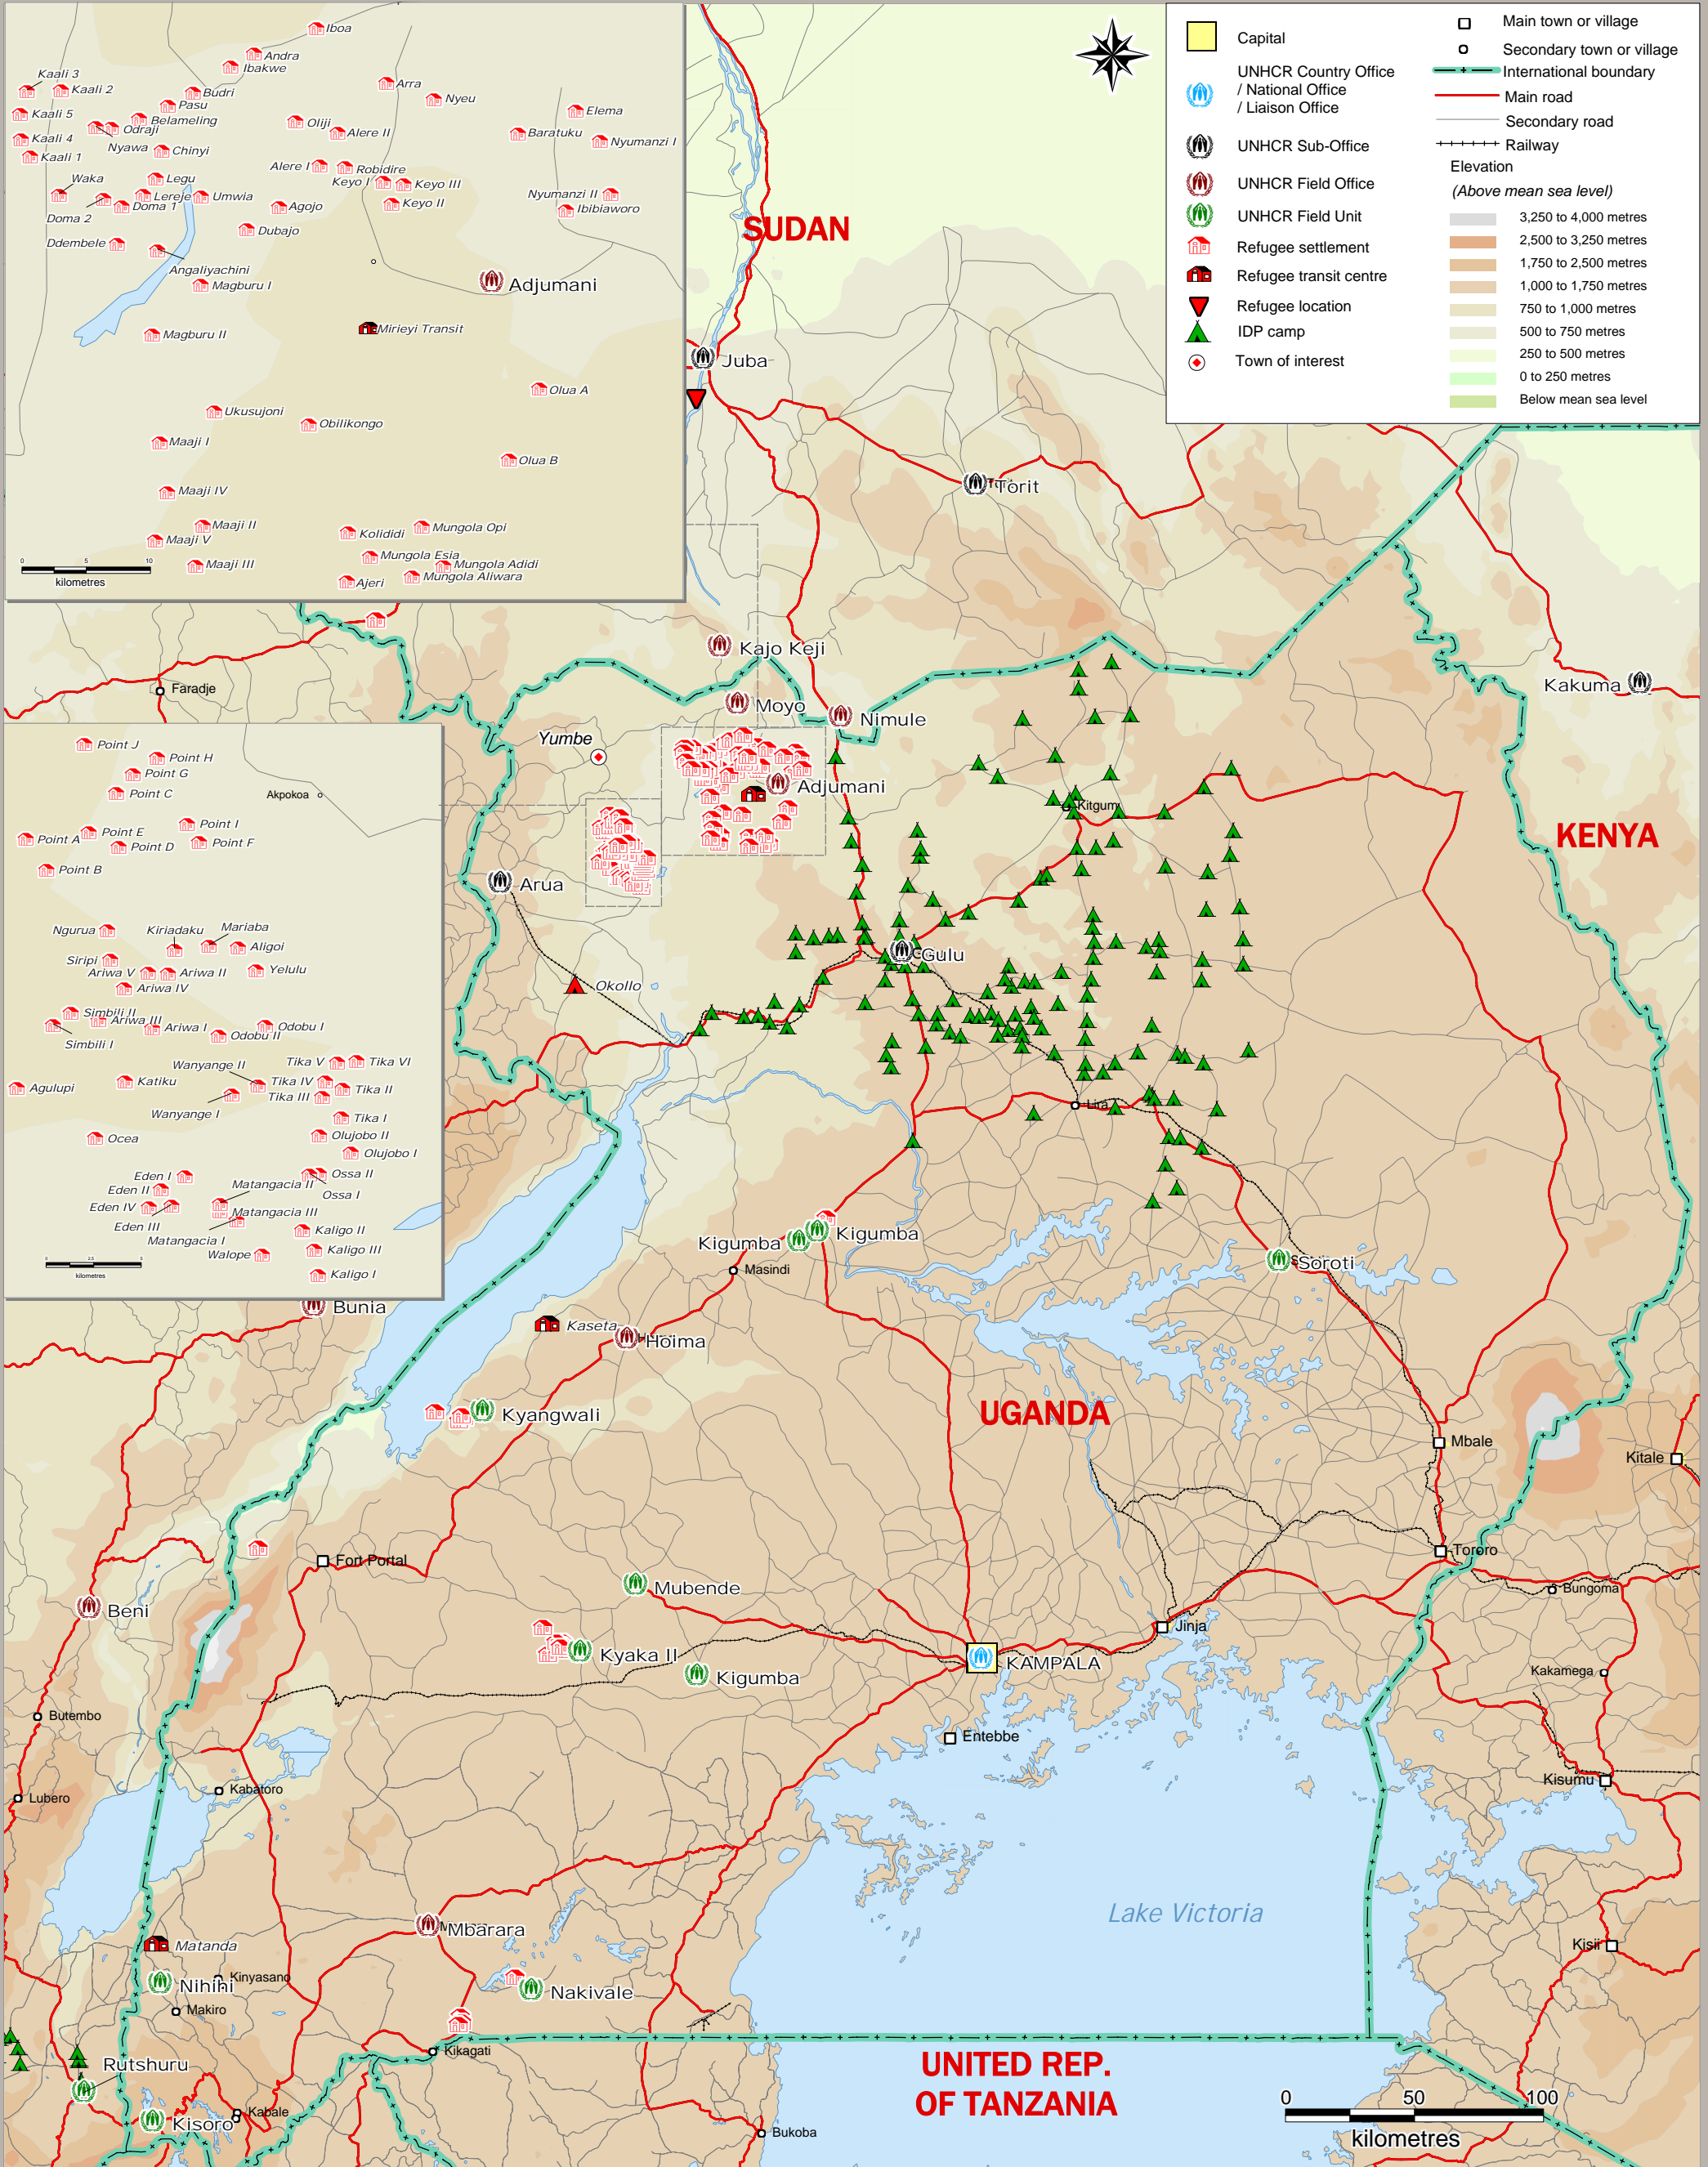 Iboa
Andra
Ibakwe
Kaali 3
Kaali 2
Budri
Arra
Nyeu
Pasu
Elema
Kaali 5
Belameling
Oliji
Odraji
Alere II
Baratuku
Kaali 4
Nyawa
Chinyi
Nyumanzi I
Kaali 1
Alere I
Robidire
Waka
Legu
Keyo I
Keyo III
Lereje
Umwia
Nyumanzi II
Doma 1
Agojo
Keyo II
Ibibiaworo
Doma 2
Dubajo
Ddembele
Angaliyachini
Magburu I
Adjumani
Mirieyi Transit
Magburu II
Olua A
Ukusujoni
Obilikongo
Maaji I
Olua B
Maaji IV
Maaji II
Mungola Opi
Kolididi
Maaji V
Mungola Esia
Maaji III
Mungola Adidi
Mungola Aliwara
Ajeri
0 5 10
kilometres
Capital
UNHCR Country Office
/ National Office
/ Liaison Office
UNHCR Sub-Office
UNHCR Field Office
UNHCR Field Unit
Refugee settlement
Refugee transit centre
Refugee location
IDP camp
Town of interest
Main town or village
Secondary town or village
International boundary
Main road
Secondary road
Railway
Elevation
(Above mean sea level)
3,250 to 4,000 metres
2,500 to 3,250 metres
1,750 to 2,500 metres
1,000 to 1,750 metres
750 to 1,000 metres
500 to 750 metres
250 to 500 metres
0 to 250 metres
Below mean sea level
SUDAN
Juba
Torit
Kajo Keji
Faradje
Kakuma
Moyo
Nimule
Yumbe
Adjumani
Kitgum
KENYA
Arua
Gulu
Okollo
Lira
Point J
Point H
Point G
Point C
Akpokoa
Point I
Point E
Point A
Point D
Point F
Point B
Ngurua
Kiriadaku
Mariaba
Aligoi
Siripi
Ariwa V
Ariwa II
Yelulu
Ariwa IV
Simbili II
Ariwa III
Ariwa I
Odobu I
Odobu II
Simbili I
Wanyange II
Tika V
Tika VI
Agulupi
Katiku
Tika IV
Tika II
Tika III
Wanyange I
Tika I
Ocea
Olujobo II
Olujobo I
Eden I
Ossa II
Eden II
Matangacia II
Ossa I
Eden IV
Matangacia III
Eden III
Kaligo II
Matangacia I
Walope
Kaligo III
Kaligo I
0 2.5 5
kilometres
Kigumba
Kigumba
Masindi
Soroti
Bunia
Kaseta
Hoima
Kyangwali
UGANDA
Mbale
Kitale
Fort Portal
Tororo
Mubende
Bungoma
Beni
Jinja
Kyaka II
KAMPALA
Kigumba
Kakamega
Butembo
Entebbe
Kabatoro
Kisumu
Lubero
Lake Victoria
Mbarara
Matanda
Kisii
Nihihi
Kinyasano
Nakivale
Makiro
Kikagati
Rutshuru
UNITED REP.
OF TANZANIA
Kabale
Kisoro
Bukoba
0 50 100
kilometres